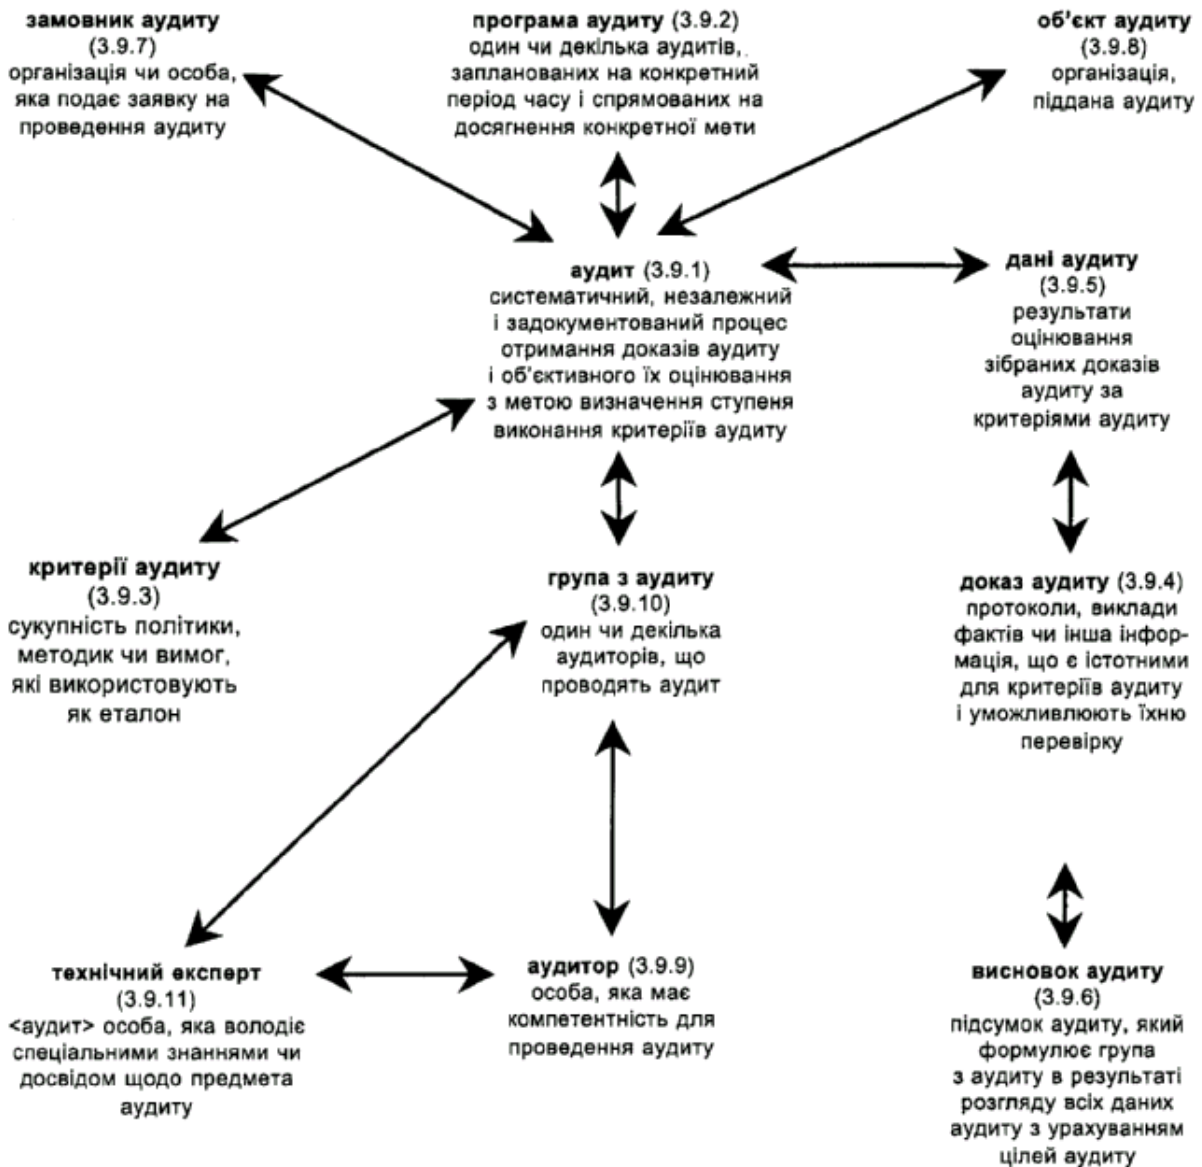 замовник аудиту
(3.9.7)
організація чи особа,
яка подає заявку на
проведення аудиту
програма аудиту (3.9.2)
один чи декілька аудитів,
запланованих на конкретний
період часу і спрямованих на
досягнення конкретної мети
об'єкт аудиту
(3.9.8)
організація,
піддана аудиту
аудит (3.9.1)
систематичний, незалежний
і задокументований процес
отримання доказів аудиту
і об'єктивного їх оцінювання
з метою визначення ступеня
виконання критеріїв аудиту
дані аудиту
(3.9.5)
результати
оцінювання
зібраних доказів
аудиту за
критеріями аудиту
критерії аудиту
(3.9.3)
сукупність політики,
методик чи вимог,
які використовують
як еталон
група з аудиту
(3.9.10)
один чи декілька
аудиторів, що
проводять аудит
доказ аудиту (3.9.4)
протоколи, виклади
фактів чи інша інфор-
мація, що є істотними
для критеріїв аудиту
і уможливлюють їхню
перевірку
технічний експерт
(3.9.11)
<аудит> особа, яка володіє
спеціальними знаннями чи
досвідом щодо предмета
аудиту
аудитор (3.9.9)
особа, яка має
компетентність для
проведення аудиту
висновок аудиту
(3.9.6)
підсумок аудиту, який
формулює група
з аудиту в результаті
розгляду всіх даних
аудиту з урахуванням
цілей аудиту